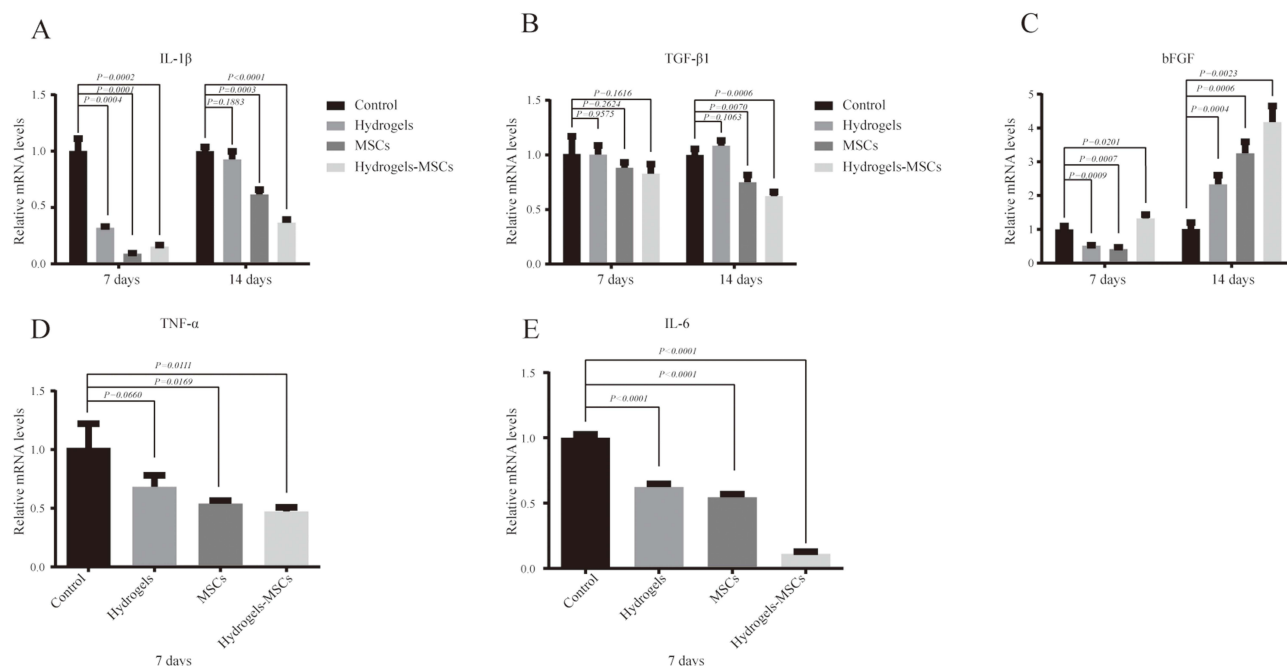 A
IL-1β
P=0.0002
P=0.0001
P=0.0004
P<0.0001
P=0.0003
P=0.1883
Relative mRNA levels
1.5
1.0
0.5
0.0
7 days
14 days
Control
Hydrogels
MSCs
Hydrogels-MSCs
B
TGF-β1
P=0.1616
P=0.2624
P=0.9575
P=0.0006
P=0.0070
P=0.1063
Relative mRNA levels
1.5
1.0
0.5
0.0
7 days
14 days
Control
Hydrogels
MSCs
Hydrogels-MSCs
C
bFGF
P=0.0201
P=0.0007
P=0.0009
P=0.0023
P=0.0006
P=0.0004
Relative mRNA levels
5
4
3
2
1
0
7 days
14 days
D
TNF-α
P=0.0111
P=0.0169
P=0.0660
Relative mRNA levels
1.5
1.0
0.5
0.0
Control
Hydrogels
MSCs
Hydrogels-MSCs
7 days
E
IL-6
P<0.0001
P<0.0001
P<0.0001
Relative mRNA levels
1.5
1.0
0.5
0.0
Control
Hydrogels
MSCs
Hydrogels-MSCs
7 days